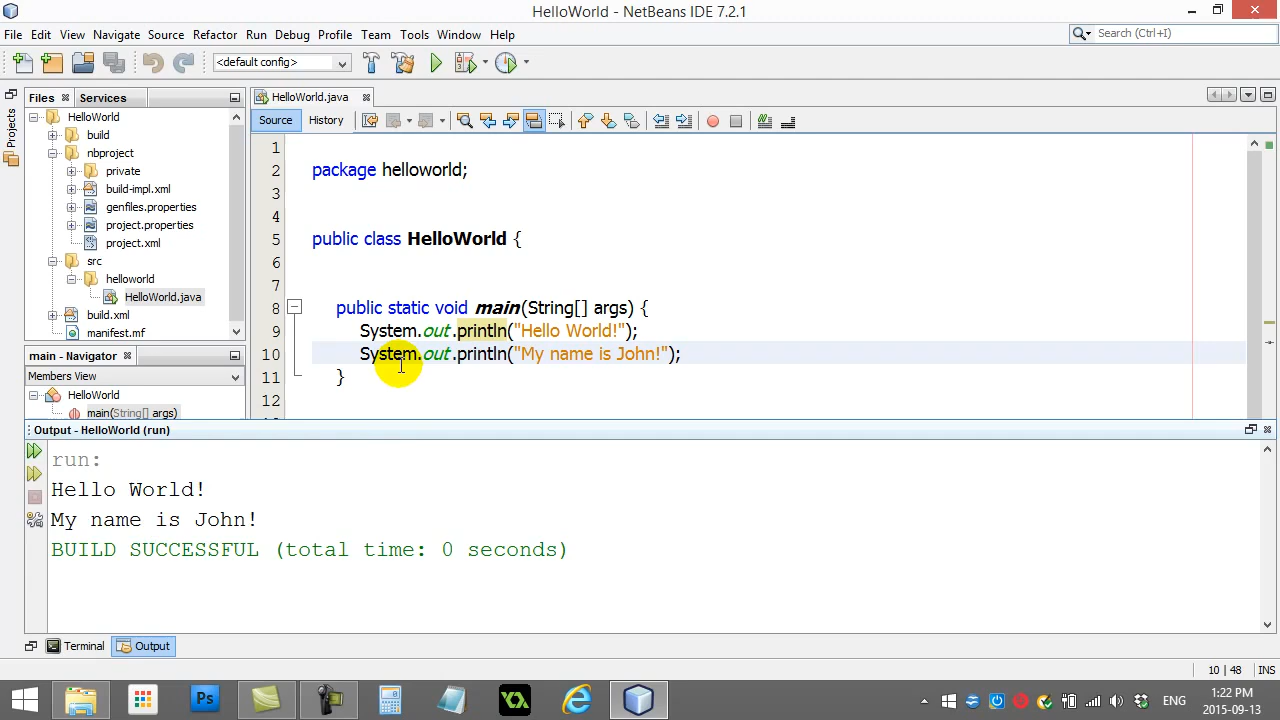 HelloWorld - NetBeans IDE 7.2.1
File Edit View Navigate Source Refactor Run Debug Profile Team Tools Window Help
Search (Ctrl+I)
<default config>
Projects
Files Services
HelloWorld
build
nbproject
private
build-impl.xml
genfiles.properties
project.properties
project.xml
src
helloworld
HelloWorld.java
build.xml
manifest.mf
main - Navigator
Members View
HelloWorld
main(String[] args)
HelloWorld.java
Source History
1
2 package helloworld;
3
4
5 public class HelloWorld {
6
7
8 public static void main(String[] args) {
9 System.out.println("Hello World!");
10 System.out.println("My name is John!");
11 }
12
Output - HelloWorld (run)
run:
Hello World!
My name is John!
BUILD SUCCESSFUL (total time: 0 seconds)
Terminal Output
10 | 48 INS
Ps
ENG
1:22 PM
2015-09-13